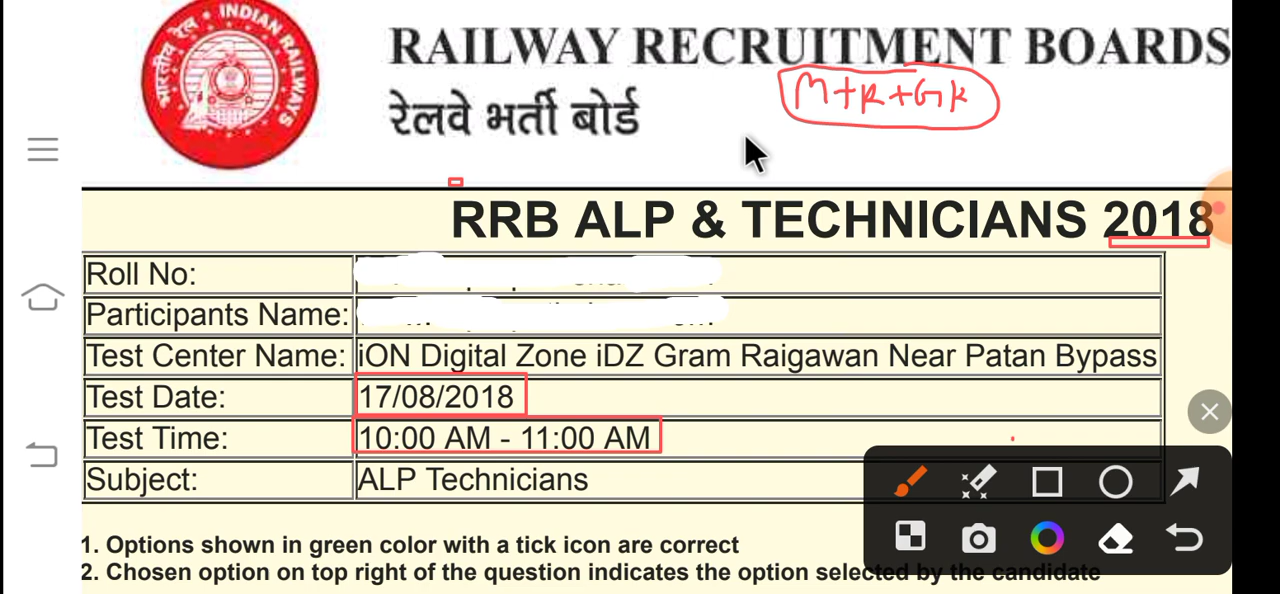 भारतीय रेल • INDIAN RAILWAYS
RAILWAY RECRUITMENT BOARDS
M+R+GK
रेलवे भर्ती बोर्ड
RRB ALP & TECHNICIANS 2018
Roll No:
Participants Name:
Test Center Name: iON Digital Zone iDZ Gram Raigawan Near Patan Bypass
Test Date: 17/08/2018
Test Time: 10:00 AM - 11:00 AM
Subject: ALP Technicians
1. Options shown in green color with a tick icon are correct
2. Chosen option on top right of the question indicates the option selected by the candidate